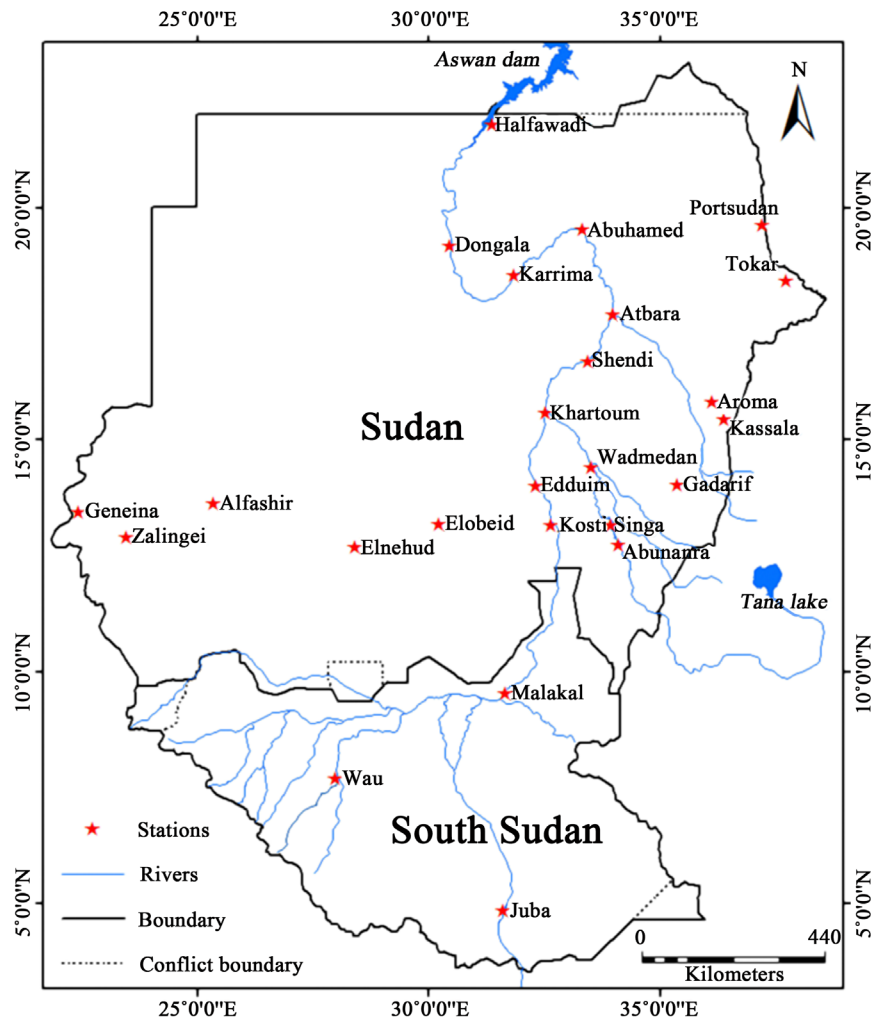 25°0'0"E
30°0'0"E
35°0'0"E
Aswan dam
N
Halfawadi
20°0'0"N
20°0'0"N
Portsudan
Abuhamed
Dongala
Tokar
Karrima
Atbara
Shendi
Aroma
Khartoum
Kassala
Sudan
15°0'0"N
15°0'0"N
Wadmedan
Edduim
Gadarif
Alfashir
Geneina
Elobeid
Kosti
Singa
Zalingei
Elnehud
Abunanra
Tana lake
10°0'0"N
10°0'0"N
Malakal
Wau
South Sudan
Stations
Rivers
5°0'0"N
5°0'0"N
Juba
Boundary
0
440
Conflict boundary
Kilometers
25°0'0"E
30°0'0"E
35°0'0"E